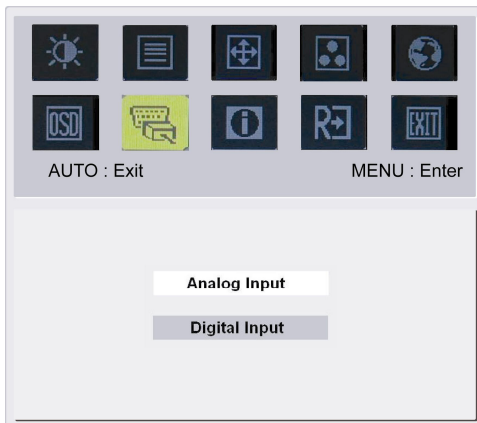 OSD
R
EXIT
AUTO : Exit MENU : Enter
Analog Input
Digital Input